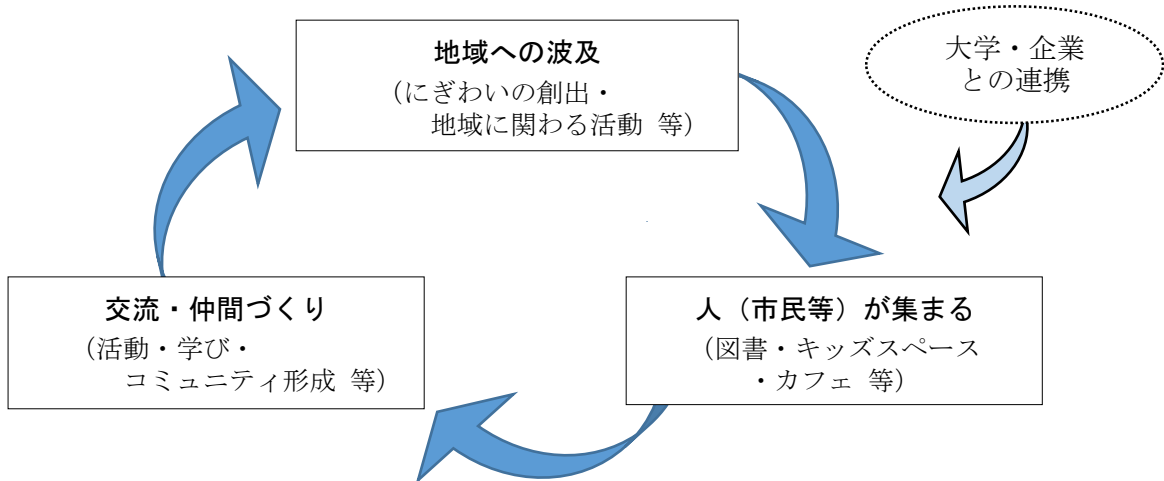 地域への波及
（にぎわいの創出・
地域に関わる活動 等）
大学・企業
との連携
交流・仲間づくり
（活動・学び・
コミュニティ形成 等）
人（市民等）が集まる
（図書・キッズスペース
・カフェ 等）